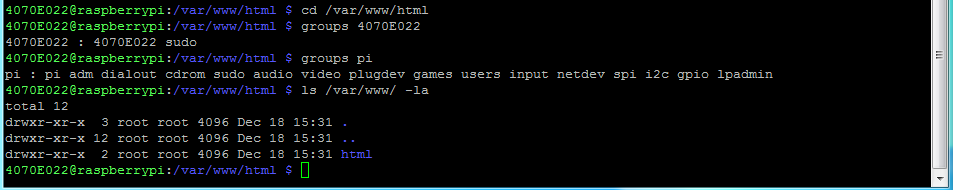 4070E022@raspberrypi:/var/www/html $ cd /var/www/html
4070E022@raspberrypi:/var/www/html $ groups 4070E022
4070E022 : 4070E022 sudo
4070E022@raspberrypi:/var/www/html $ groups pi
pi : pi adm dialout cdrom sudo audio video plugdev games users input netdev spi i2c gpio lpadmin
4070E022@raspberrypi:/var/www/html $ ls /var/www/ -la
total 12
drwxr-xr-x  3 root root 4096 Dec 18 15:31 .
drwxr-xr-x 12 root root 4096 Dec 18 15:31 ..
drwxr-xr-x  2 root root 4096 Dec 18 15:31 html
4070E022@raspberrypi:/var/www/html $